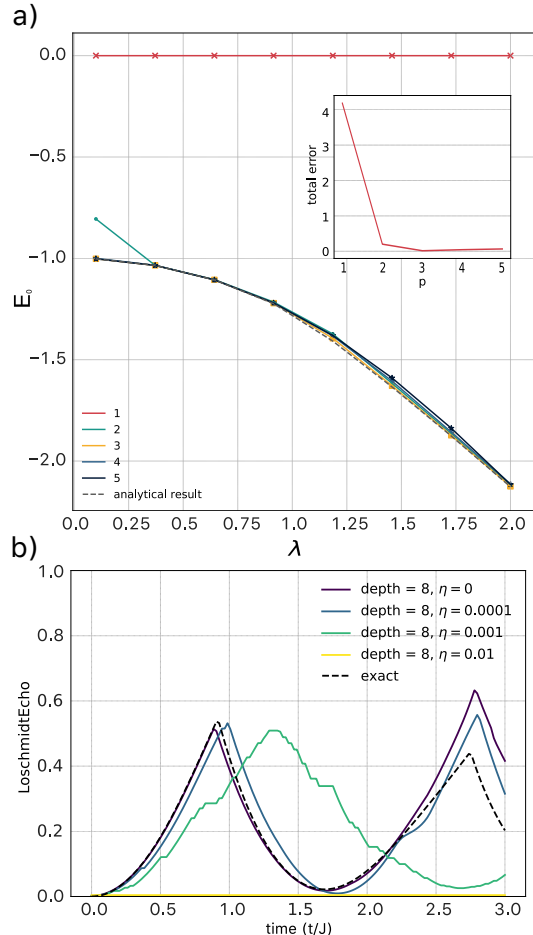 a)
0.0
−0.5
−1.0
−1.5
−2.0
E₀
4
3
2
1
0
total error
1 2 3 4 5
p
1
2
3
4
5
analytical result
0.0 0.25 0.50 0.75 1.0 1.25 1.50 1.75 2.0
λ
b)
1.0
0.8
0.6
0.4
0.2
0.0
LoschmidtEcho
depth = 8, η = 0
depth = 8, η = 0.0001
depth = 8, η = 0.001
depth = 8, η = 0.01
exact
0.0 0.5 1.0 1.5 2.0 2.5 3.0
time (t/J)